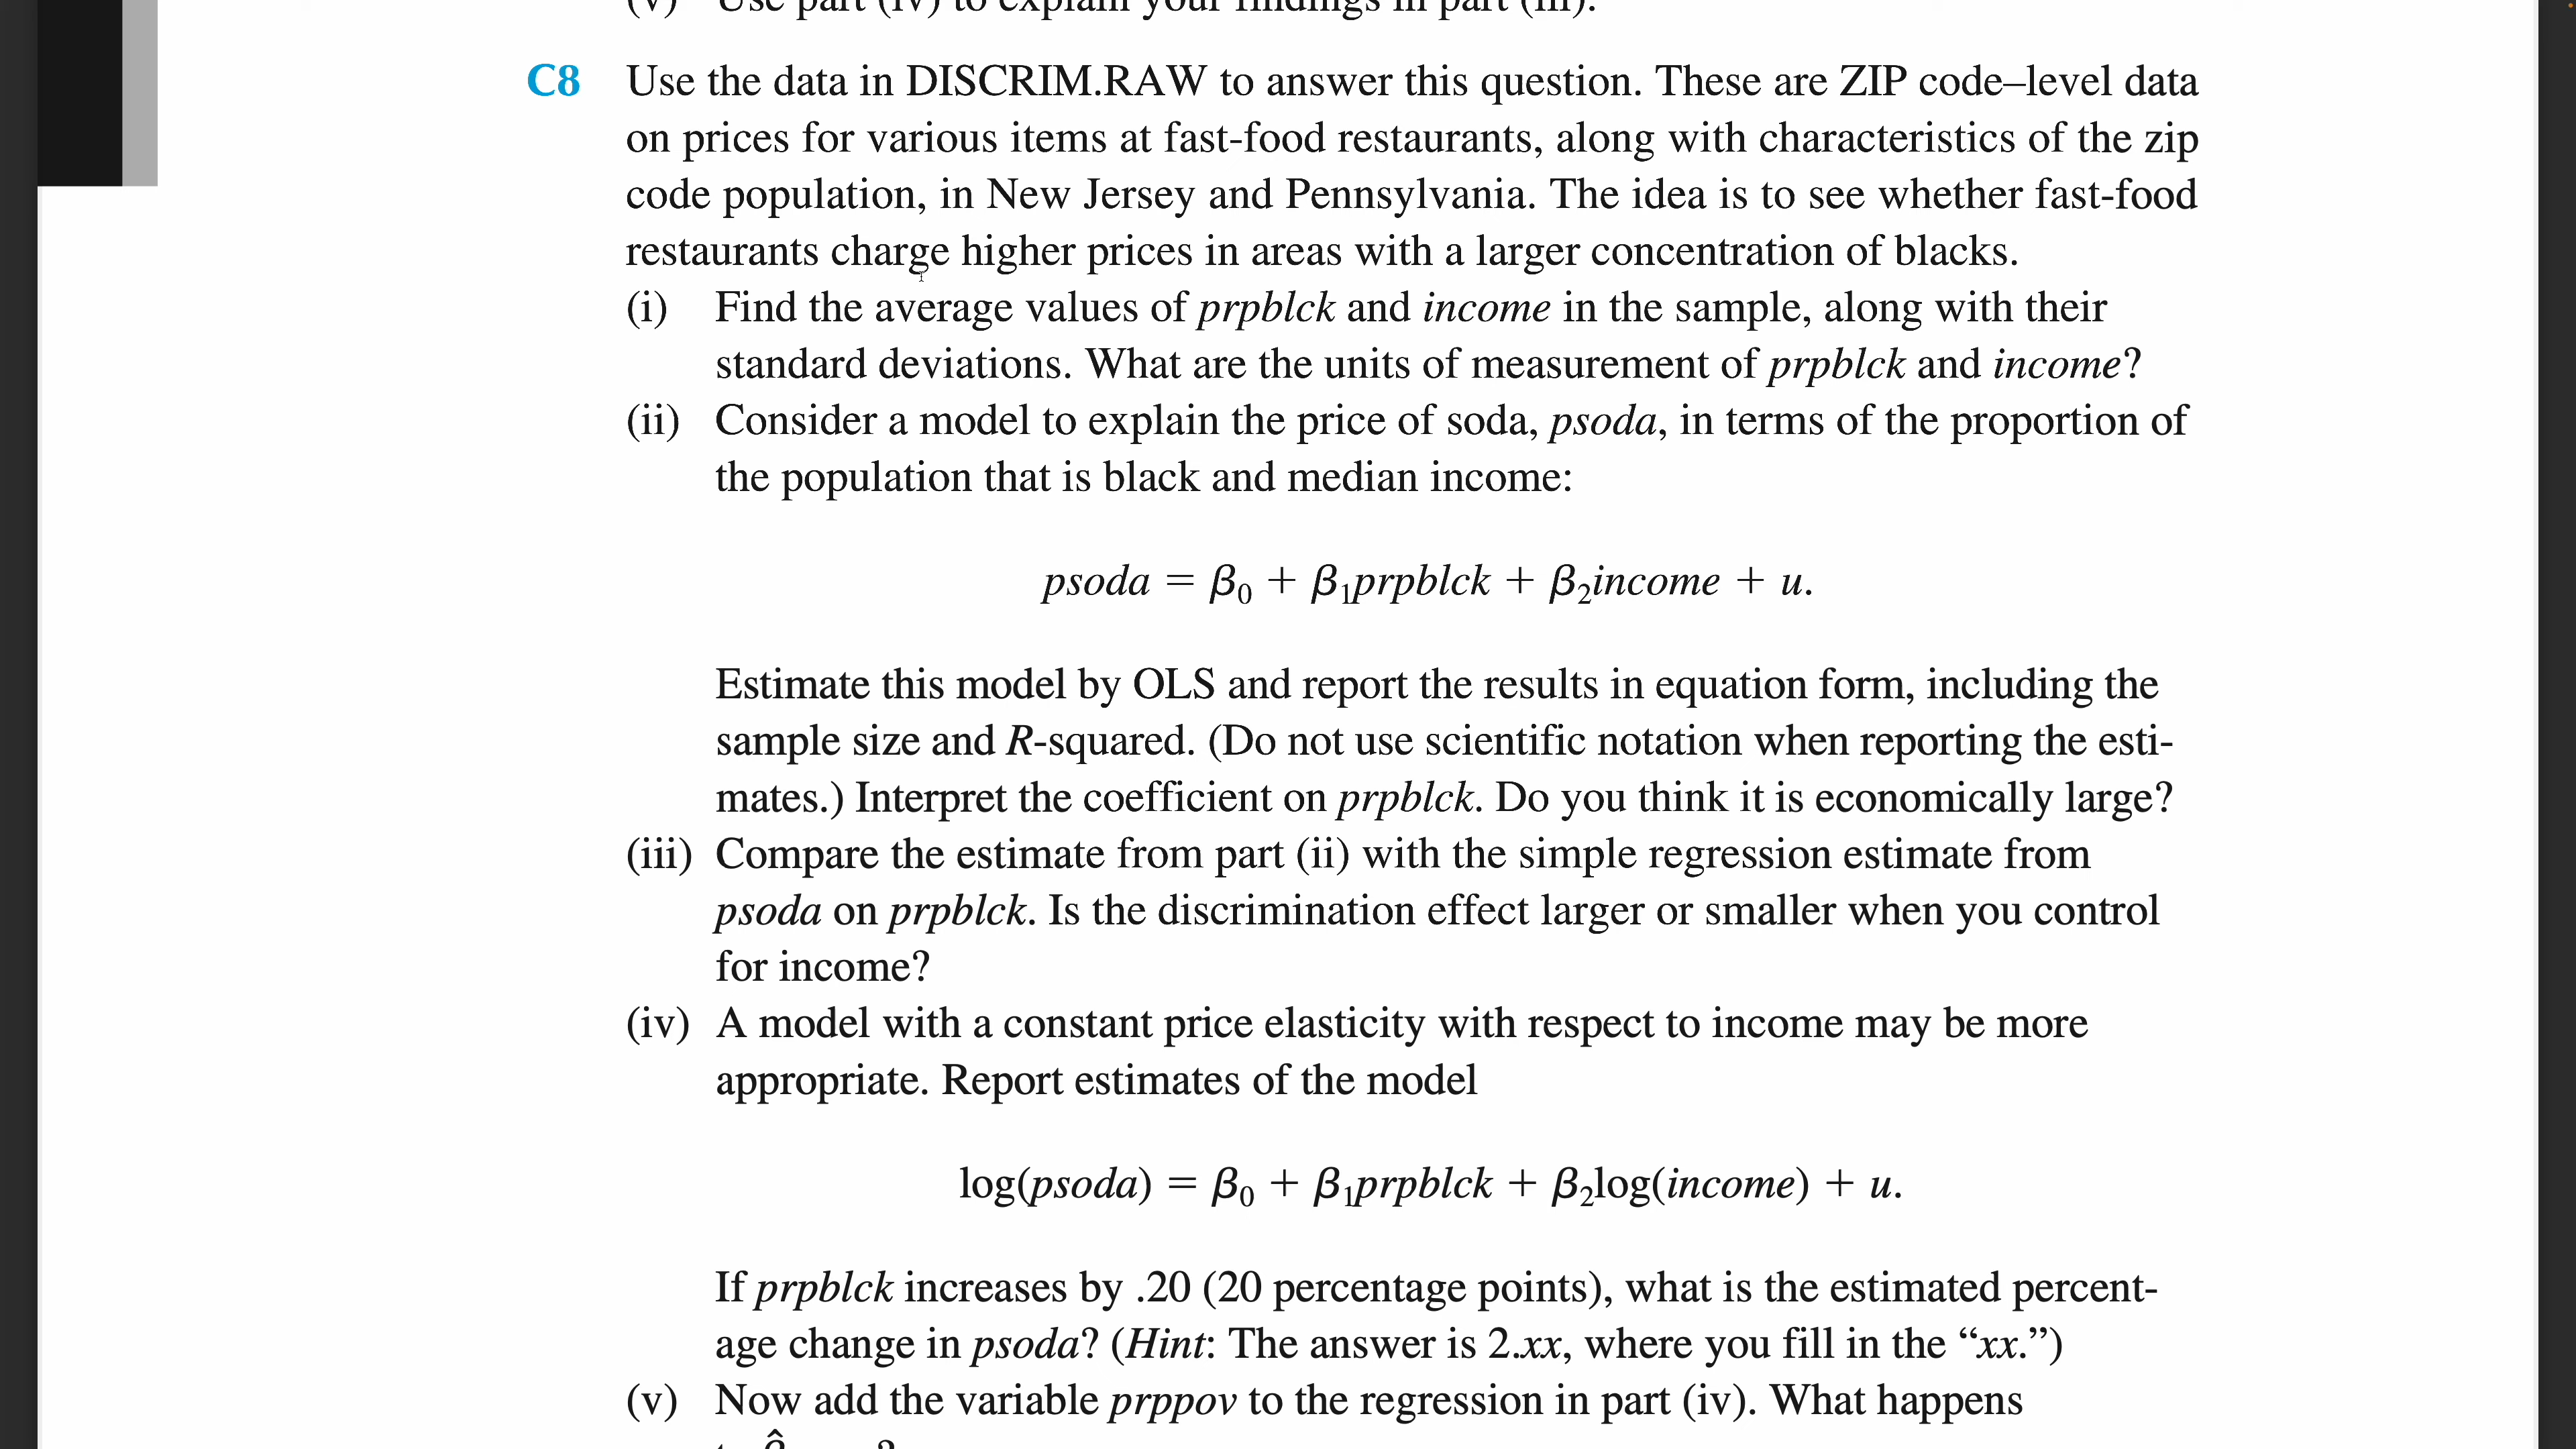 (v) Use part (iv) to explain your findings in part (iii).
C8 Use the data in DISCRIM.RAW to answer this question. These are ZIP code–level data
on prices for various items at fast-food restaurants, along with characteristics of the zip
code population, in New Jersey and Pennsylvania. The idea is to see whether fast-food
restaurants charge higher prices in areas with a larger concentration of blacks.
(i) Find the average values of prpblck and income in the sample, along with their
standard deviations. What are the units of measurement of prpblck and income?
(ii) Consider a model to explain the price of soda, psoda, in terms of the proportion of
the population that is black and median income:
psoda = β₀ + β₁prpblck + β₂income + u.
Estimate this model by OLS and report the results in equation form, including the
sample size and R-squared. (Do not use scientific notation when reporting the esti-
mates.) Interpret the coefficient on prpblck. Do you think it is economically large?
(iii) Compare the estimate from part (ii) with the simple regression estimate from
psoda on prpblck. Is the discrimination effect larger or smaller when you control
for income?
(iv) A model with a constant price elasticity with respect to income may be more
appropriate. Report estimates of the model
log(psoda) = β₀ + β₁prpblck + β₂log(income) + u.
If prpblck increases by .20 (20 percentage points), what is the estimated percent-
age change in psoda? (Hint: The answer is 2.xx, where you fill in the “xx.”)
(v) Now add the variable prppov to the regression in part (iv). What happens